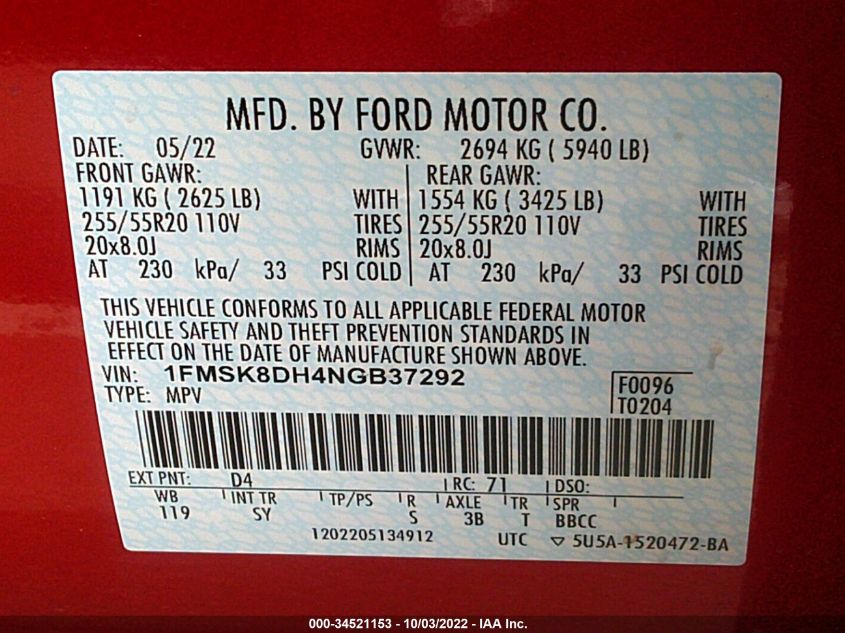 MFD. BY FORD MOTOR CO.
DATE: 05/22 GVWR: 2694 KG ( 5940 LB)
FRONT GAWR: REAR GAWR:
1191 KG ( 2625 LB) WITH 1554 KG ( 3425 LB) WITH
255/55R20 110V TIRES 255/55R20 110V TIRES
20x8.0J RIMS 20x8.0J RIMS
AT 230 kPa/ 33 PSI COLD AT 230 kPa/ 33 PSI COLD
THIS VEHICLE CONFORMS TO ALL APPLICABLE FEDERAL MOTOR
VEHICLE SAFETY AND THEFT PREVENTION STANDARDS IN
EFFECT ON THE DATE OF MANUFACTURE SHOWN ABOVE.
VIN: 1FMSK8DH4NGB37292 F0096
TYPE: MPV T0204
EXT PNT: D4 RC: 71 DSO:
WB INT TR TP/PS R AXLE TR SPR
119 SY S 3B T BBCC
1202205134912 UTC ▽ 5U5A-1520472-BA
000-34521153 - 10/03/2022 - IAA Inc.